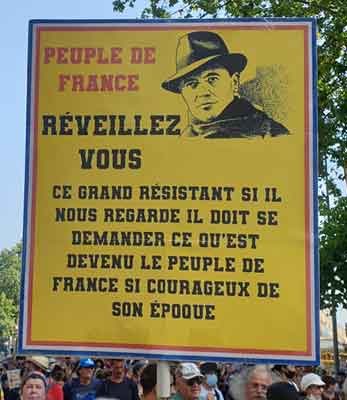 PEUPLE DE
FRANCE
RÉVEILLEZ
VOUS
CE GRAND RÉSISTANT SI IL
NOUS REGARDE IL DOIT SE
DEMANDER CE QU'EST
DEVENU LE PEUPLE DE
FRANCE SI COURAGEUX DE
SON ÉPOQUE